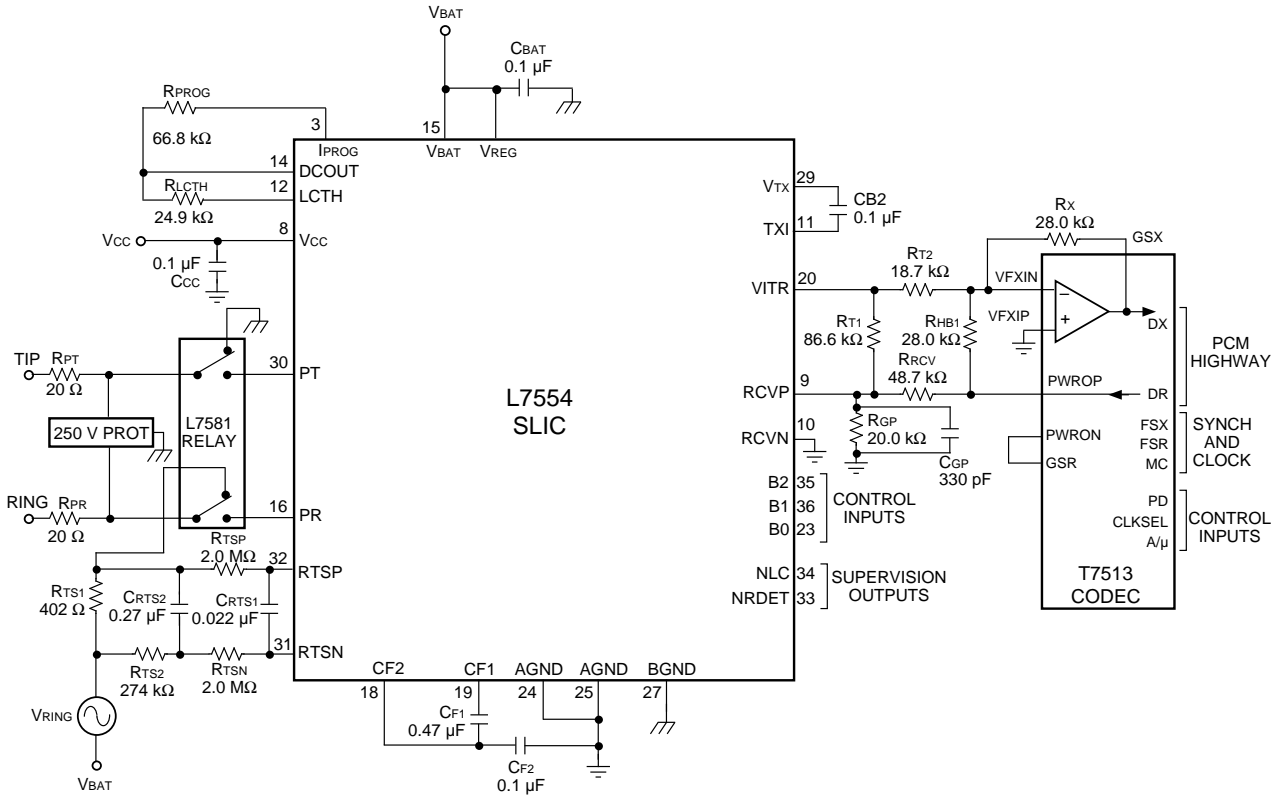 VBAT
CBAT
0.1 µF
RPROG
66.8 kΩ
3
IPROG
15
VBAT
VREG
14
DCOUT
12
LCTH
RLCTH
24.9 kΩ
VCC
8
VCC
0.1 µF
CCC
VTX
29
CB2
0.1 µF
TXI
11
RX
28.0 kΩ
GSX
RT2
18.7 kΩ
VITR
20
VFXIN
−
VFXIP
+
DX
RT1
86.6 kΩ
RHB1
28.0 kΩ
PCM
HIGHWAY
TIP
RPT
20 Ω
30
PT
L7554
SLIC
RCVP
9
RRCV
48.7 kΩ
PWROP
DR
250 V PROT
L7581
RELAY
RCVN
10
RGP
20.0 kΩ
CGP
330 pF
PWRON
GSR
FSX
FSR
MC
SYNCH
AND
CLOCK
RING
RPR
20 Ω
16
PR
B2
35
B1
36
B0
23
CONTROL
INPUTS
PD
CLKSEL
A/µ
CONTROL
INPUTS
RTSP
2.0 MΩ
32
RTSP
RTS1
402 Ω
CRTS2
0.27 µF
CRTS1
0.022 µF
NLC
34
NRDET
33
SUPERVISION
OUTPUTS
T7513
CODEC
31
RTSN
RTS2
274 kΩ
RTSN
2.0 MΩ
CF2
18
CF1
19
AGND
24
AGND
25
BGND
27
VRING
CF1
0.47 µF
VBAT
CF2
0.1 µF